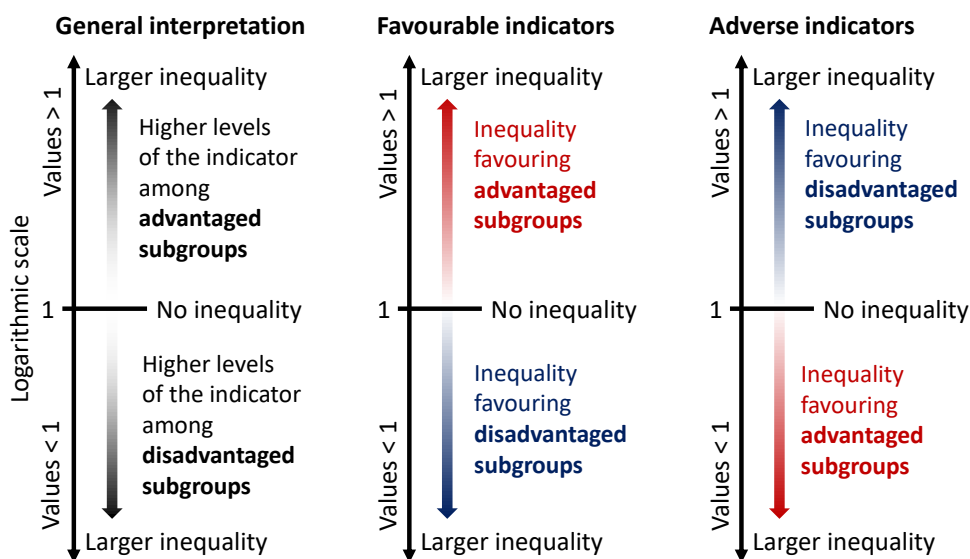 General interpretation
Logarithmic scale
Values > 1
Larger inequality
Higher levels
of the indicator
among
advantaged
subgroups
1
No inequality
Higher levels
of the indicator
among
disadvantaged
subgroups
Values < 1
Larger inequality
Favourable indicators
Values > 1
Larger inequality
Inequality
favouring
advantaged
subgroups
1
No inequality
Inequality
favouring
disadvantaged
subgroups
Values < 1
Larger inequality
Adverse indicators
Values > 1
Larger inequality
Inequality
favouring
disadvantaged
subgroups
1
No inequality
Inequality
favouring
advantaged
subgroups
Values < 1
Larger inequality